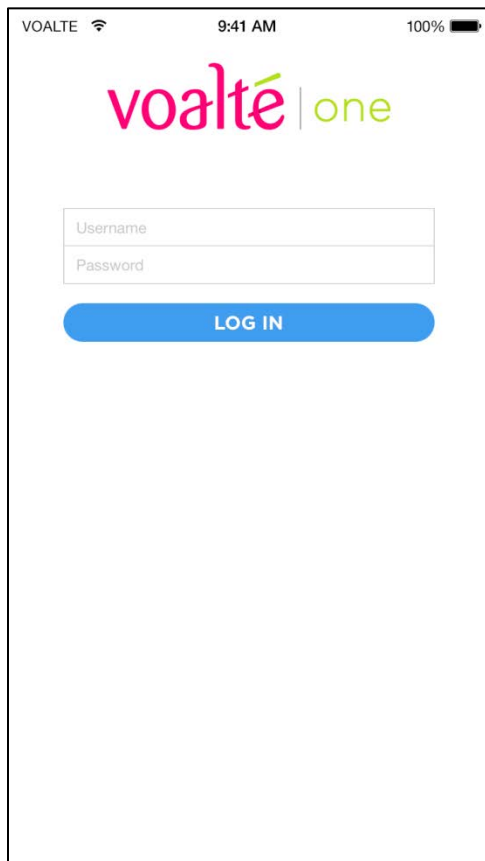 VOALTE 9:41 AM 100%
voalté | one
Username
Password
LOG IN